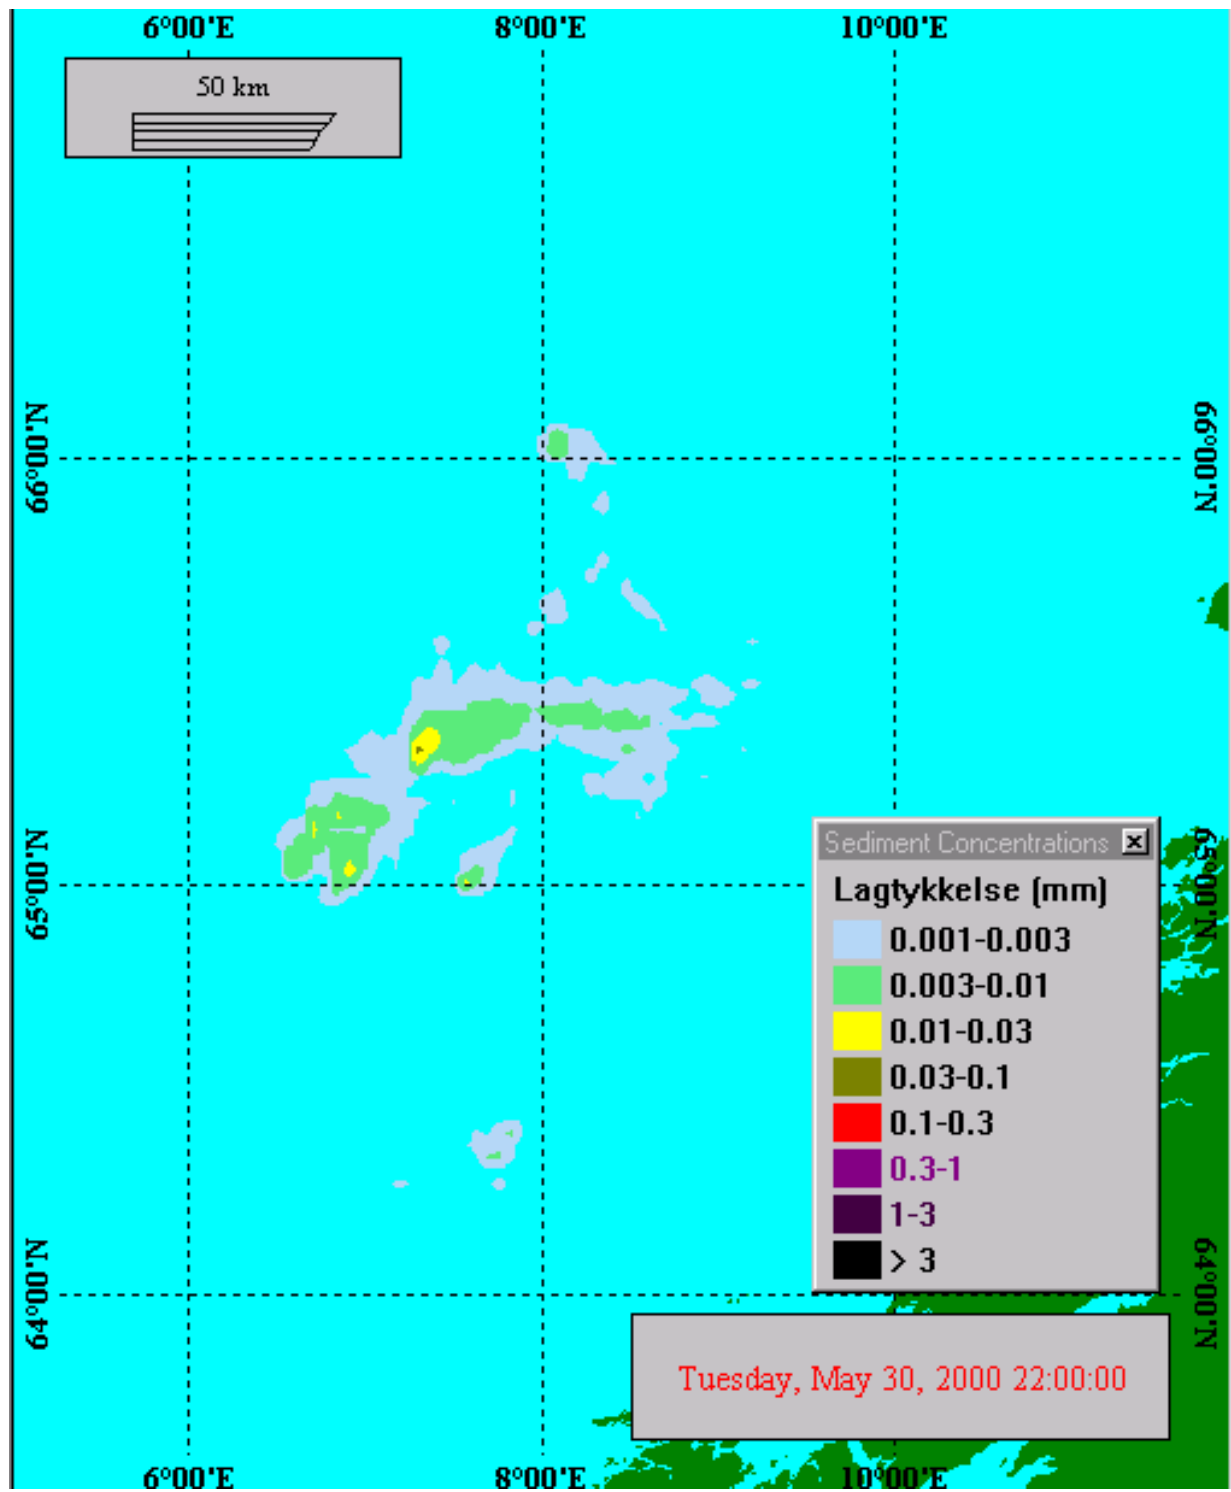 6°00'E 8°00'E 10°00'E
50 km
66°00'N 66°00'N
65°00'N 65°00'N
Sediment Concentrations
Lagtykkelse (mm)
0.001-0.003
0.003-0.01
0.01-0.03
0.03-0.1
0.1-0.3
0.3-1
1-3
> 3
64°00'N 64°00'N
Tuesday, May 30, 2000 22:00:00
6°00'E 8°00'E 10°00'E